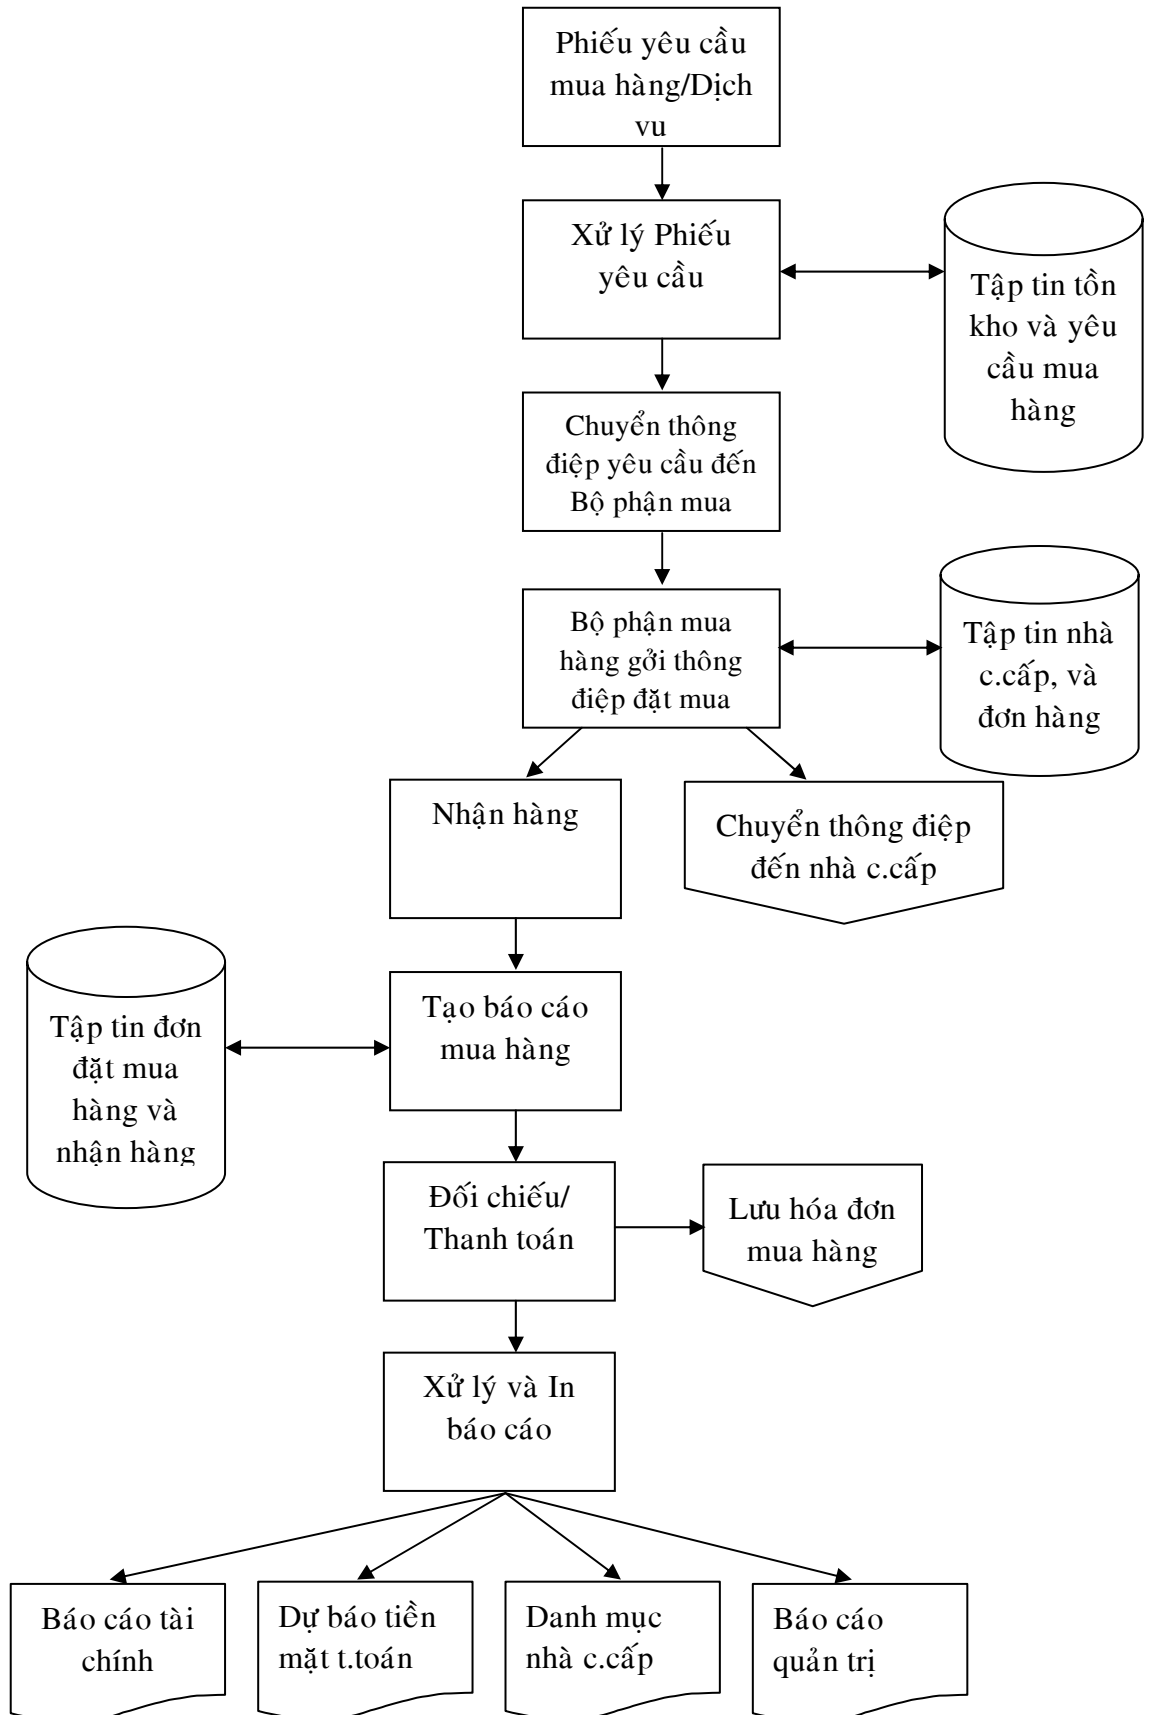 Phiếu yêu cầu
mua hàng/Dịch
vu
Xử lý Phiếu
yêu cầu
Tập tin tồn
kho và yêu
cầu mua
hàng
Chuyển thông
điệp yêu cầu đến
Bộ phận mua
Bộ phận mua
hàng gởi thông
điệp đặt mua
Tập tin nhà
c.cấp, và
đơn hàng
Nhận hàng
Chuyển thông điệp
đến nhà c.cấp
Tạo báo cáo
mua hàng
Tập tin đơn
đặt mua
hàng và
nhận hàng
Đối chiếu/
Thanh toán
Lưu hóa đơn
mua hàng
Xử lý và In
báo cáo
Báo cáo tài
chính
Dự báo tiền
mặt t.toán
Danh mục
nhà c.cấp
Báo cáo
quản trị